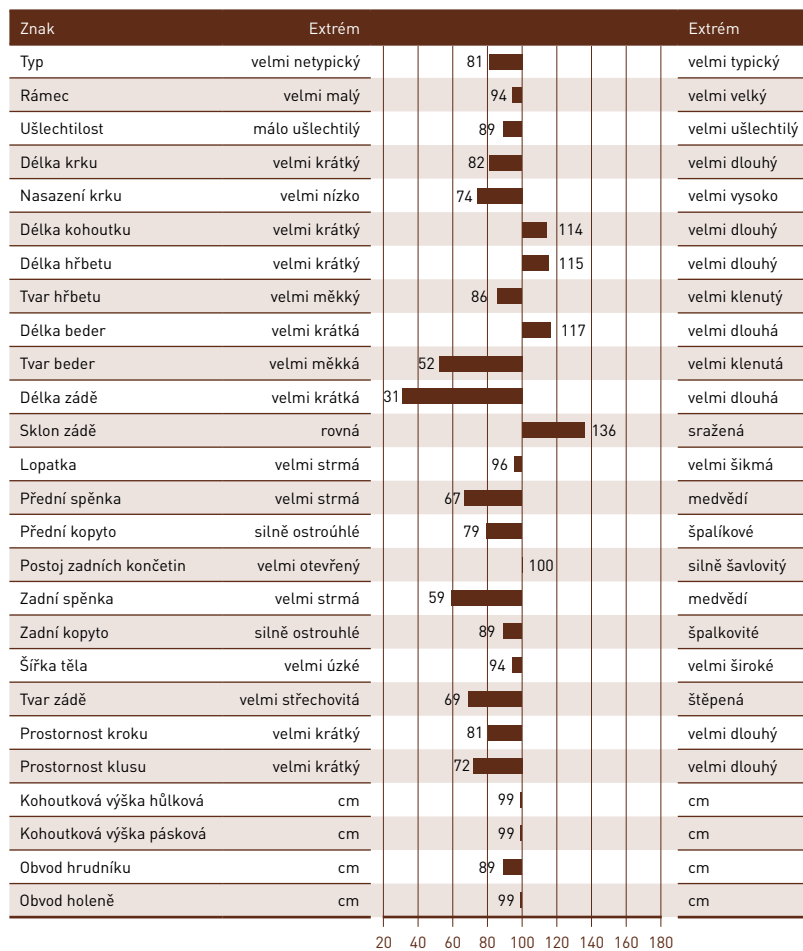 Znak Extrém Extrém
Typ velmi netypický 81 velmi typický
Rámec velmi malý 94 velmi velký
Ušlechtilost málo ušlechtilý 89 velmi ušlechtilý
Délka krku velmi krátký 82 velmi dlouhý
Nasazení krku velmi nízko 74 velmi vysoko
Délka kohoutku velmi krátký 114 velmi dlouhý
Délka hřbetu velmi krátký 115 velmi dlouhý
Tvar hřbetu velmi měkký 86 velmi klenutý
Délka beder velmi krátká 117 velmi dlouhá
Tvar beder velmi měkká 52 velmi klenutá
Délka zádě velmi krátká 31 velmi dlouhá
Sklon zádě rovná 136 sražená
Lopatka velmi strmá 96 velmi šikmá
Přední spěnka velmi strmá 67 medvědí
Přední kopyto silně ostroúhlé 79 špalíkové
Postoj zadních končetin velmi otevřený 100 silně šavlovitý
Zadní spěnka velmi strmá 59 medvědí
Zadní kopyto silně ostrouhlé 89 špalkovité
Šířka těla velmi úzké 94 velmi široké
Tvar zádě velmi střechovitá 69 štěpená
Prostornost kroku velmi krátký 81 velmi dlouhý
Prostornost klusu velmi krátký 72 velmi dlouhý
Kohoutková výška hůlková cm 99 cm
Kohoutková výška pásková cm 99 cm
Obvod hrudníku cm 89 cm
Obvod holeně cm 99 cm
20 40 60 80 100 120 140 160 180